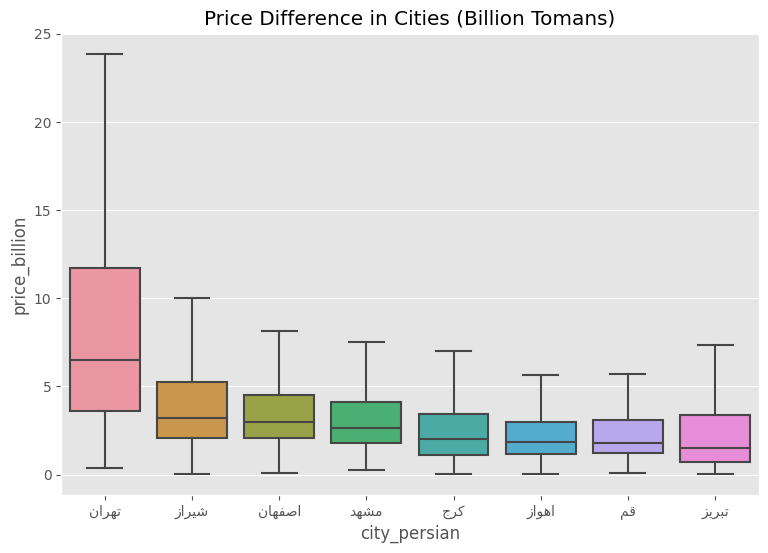 Price Difference in Cities (Billion Tomans)
25
20
15
10
5
0
price_billion
تهران
شیراز
اصفهان
مشهد
کرج
اهواز
قم
تبریز
city_persian